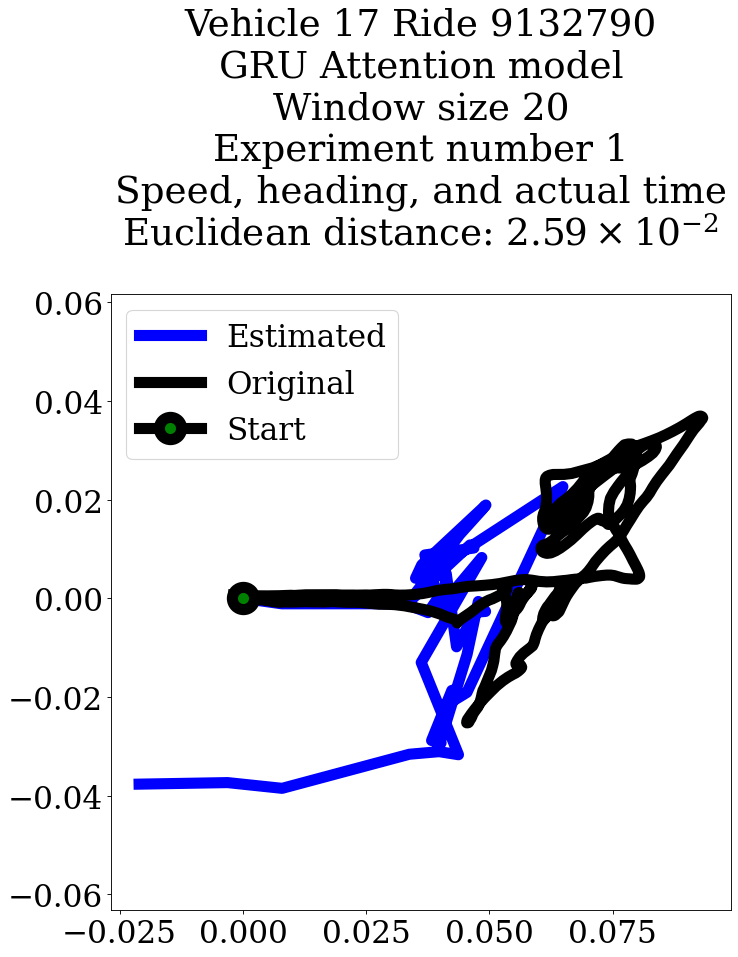 Vehicle 17 Ride 9132790
GRU Attention model
Window size 20
Experiment number 1
Speed, heading, and actual time
Euclidean distance: 2.59 × 10⁻²
0.06
0.04
0.02
0.00
−0.02
−0.04
−0.06
Estimated
Original
Start
−0.025 0.000 0.025 0.050 0.075